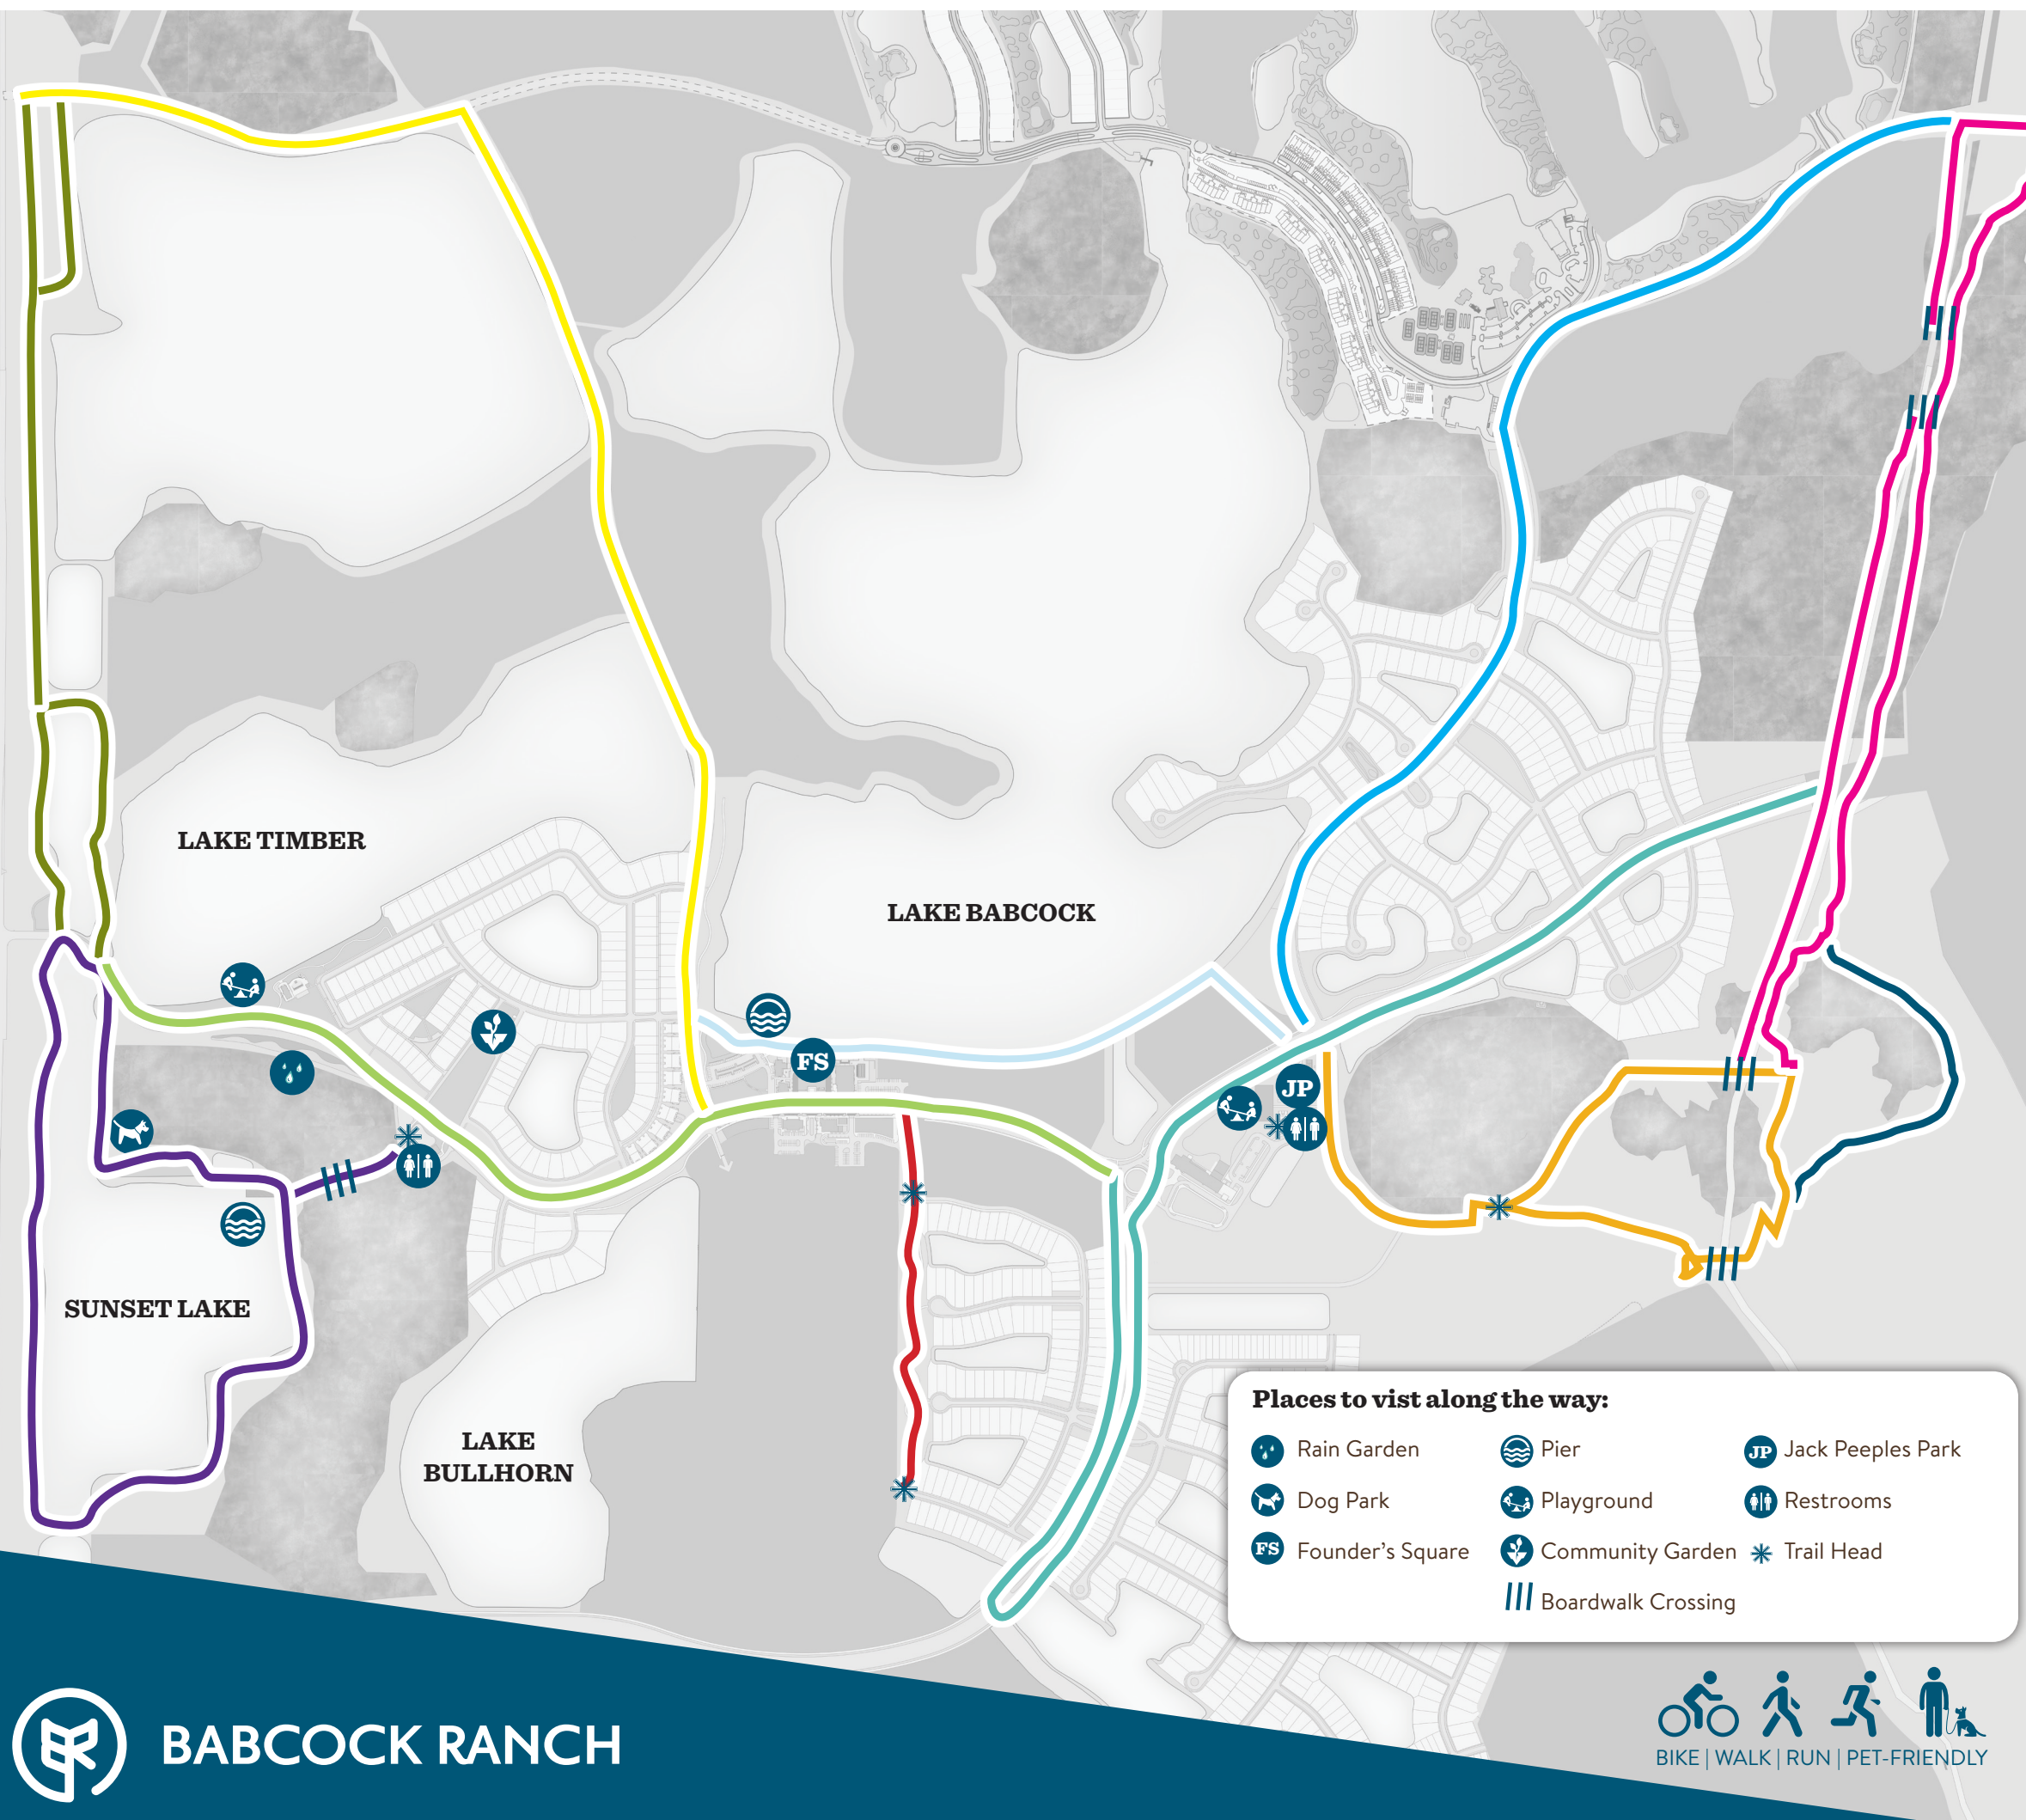 LAKE TIMBER
LAKE BABCOCK
FS
JP
SUNSET LAKE
LAKE
BULLHORN
Places to vist along the way:
Rain Garden
Pier
JP Jack Peeples Park
Dog Park
Playground
Restrooms
FS Founder's Square
Community Garden
Trail Head
Boardwalk Crossing
BABCOCK RANCH
BIKE | WALK | RUN | PET-FRIENDLY